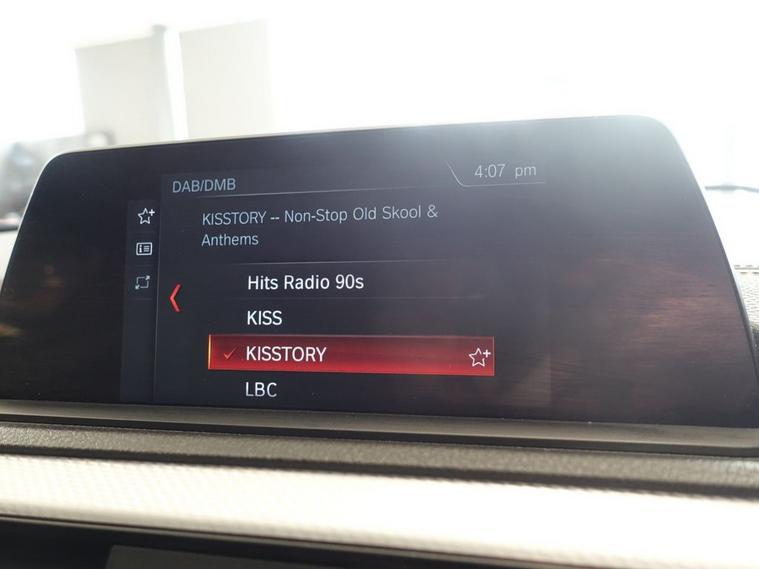 DAB/DMB
4:07 pm
KISSTORY -- Non-Stop Old Skool &
Anthems
Hits Radio 90s
KISS
KISSTORY
LBC